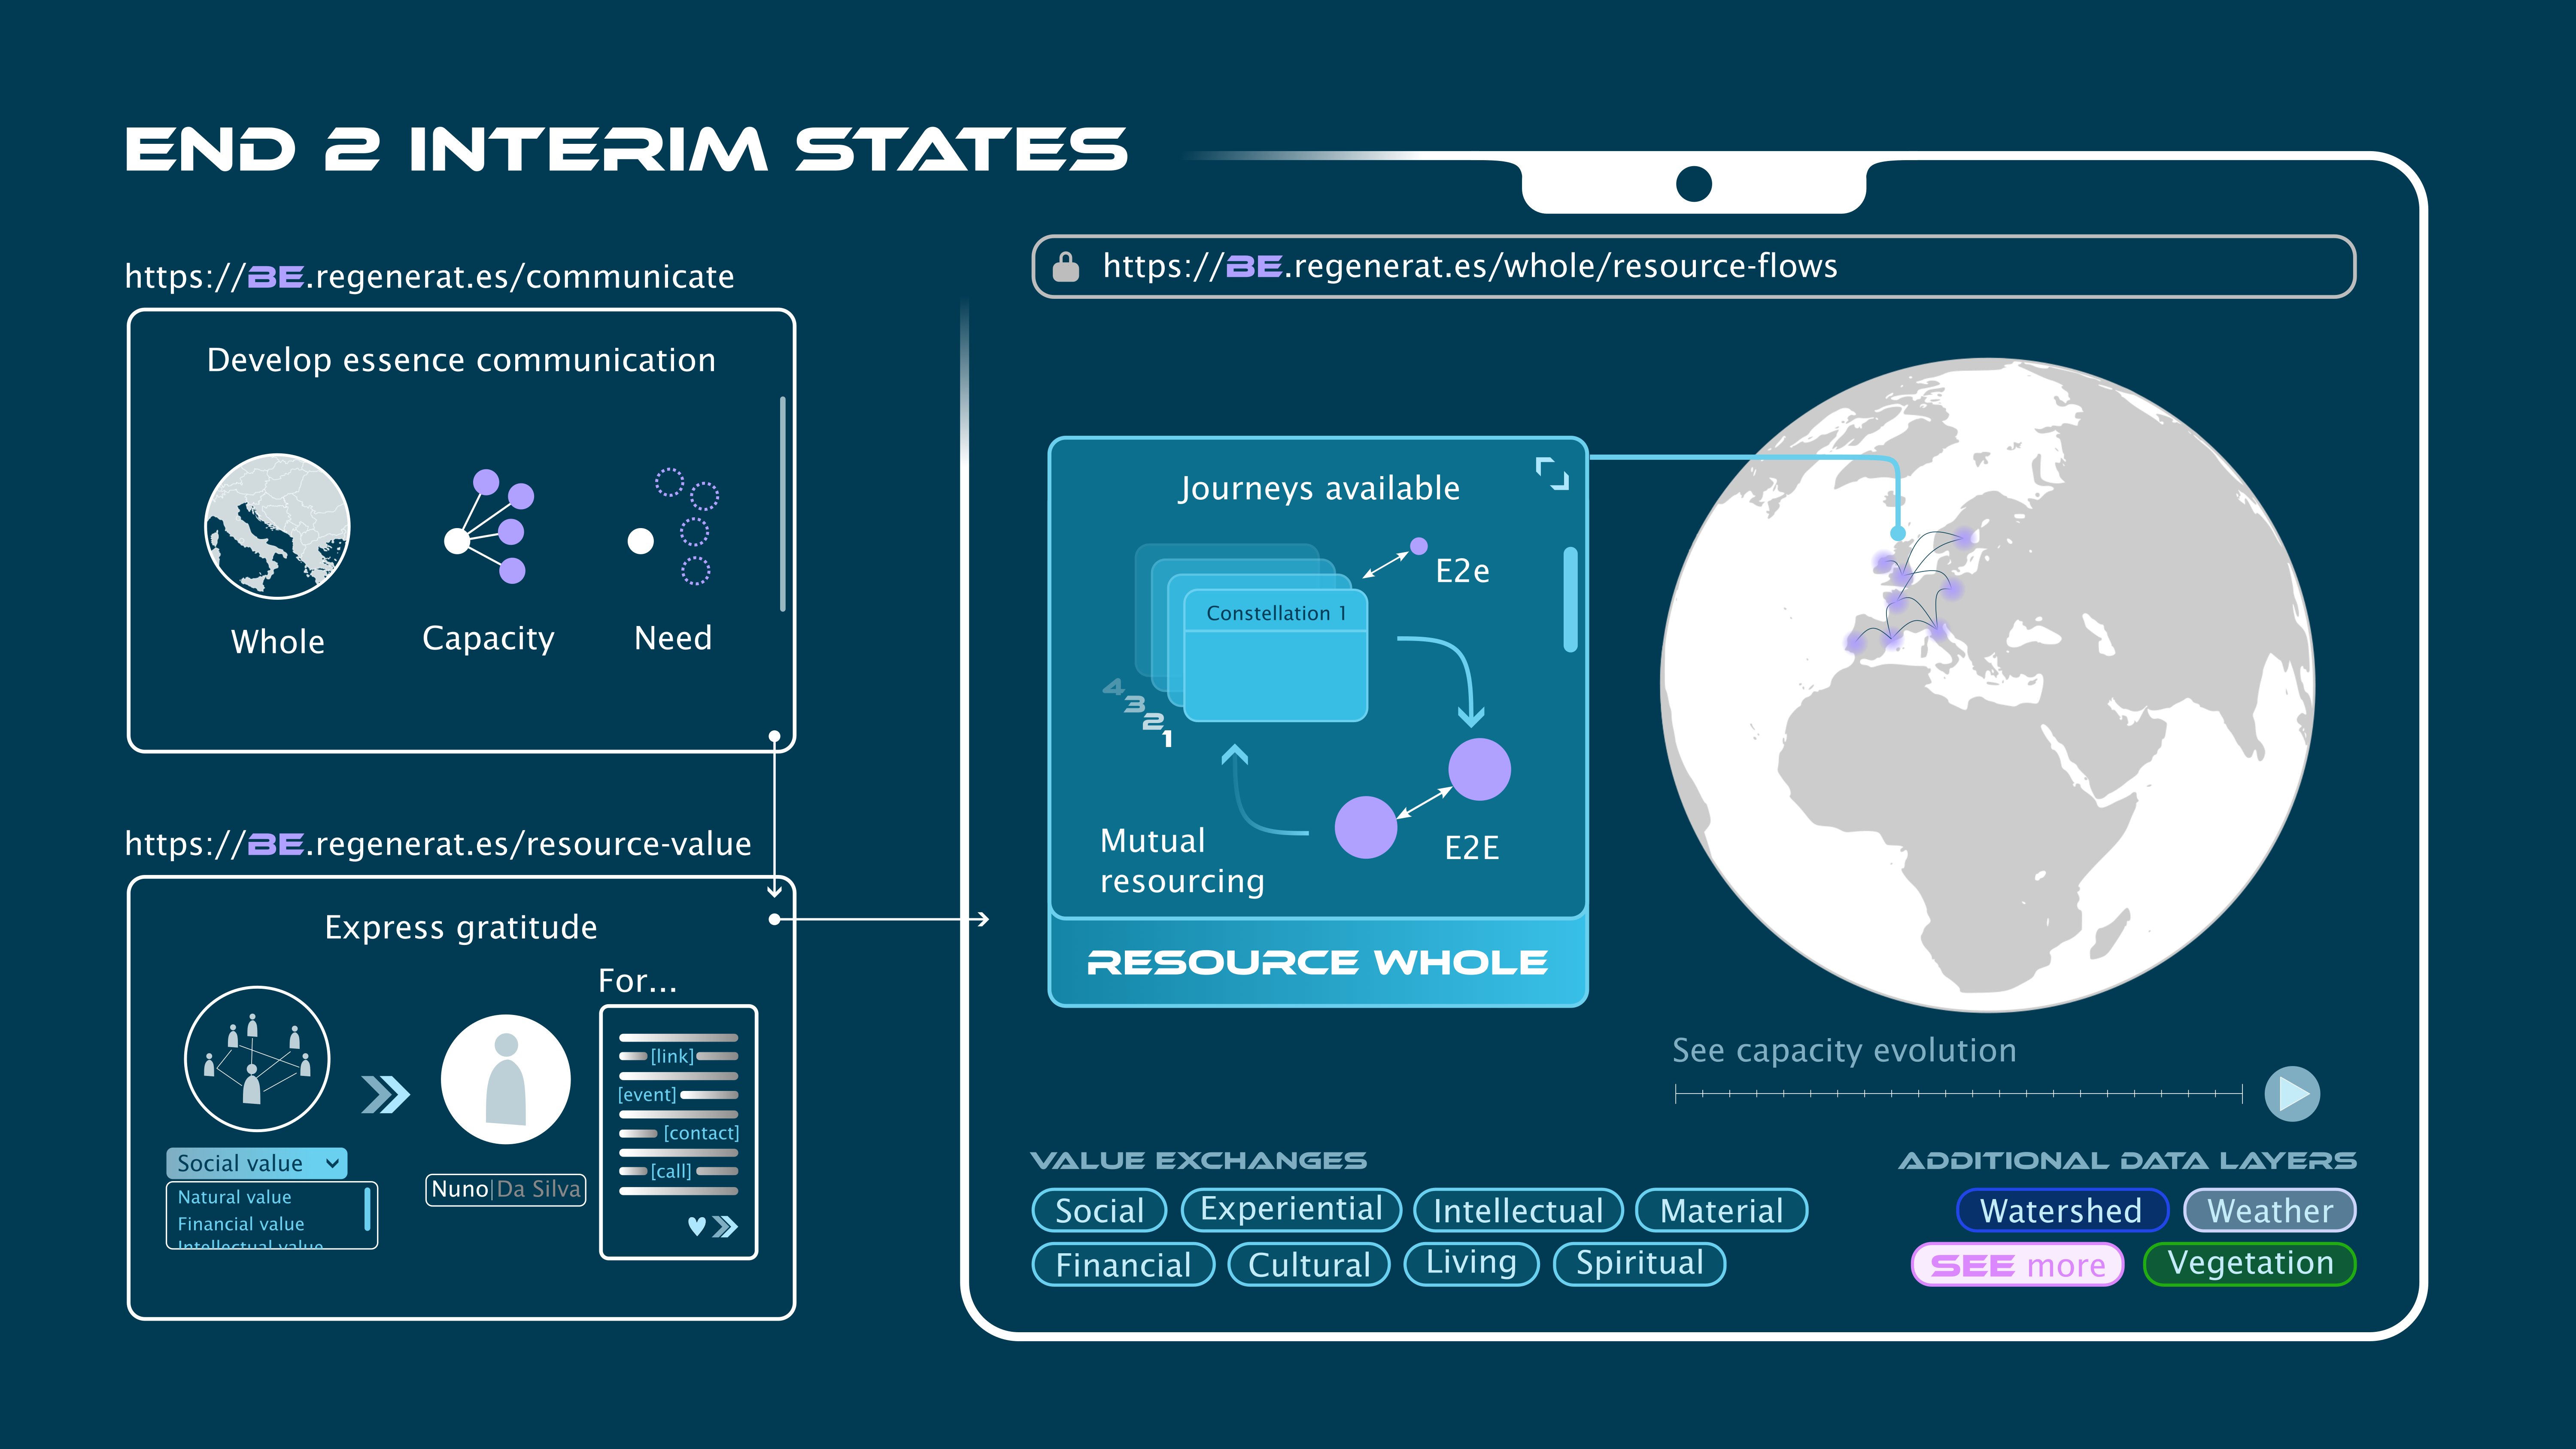 END 2 INTERIM STATES
https://BE.regenerat.es/communicate
Develop essence communication
Whole
Capacity
Need
https://BE.regenerat.es/resource-value
Express gratitude
For...
[link]
[event]
[contact]
[call]
Social value
Natural value
Financial value
Intellectual value
Nuno|Da Silva
https://BE.regenerat.es/whole/resource-flows
Journeys available
E2e
Constellation 1
4
3
2
1
Mutual
resourcing
E2E
RESOURCE WHOLE
See capacity evolution
VALUE EXCHANGES
Social
Experiential
Intellectual
Material
Financial
Cultural
Living
Spiritual
ADDITIONAL DATA LAYERS
Watershed
Weather
SEE more
Vegetation